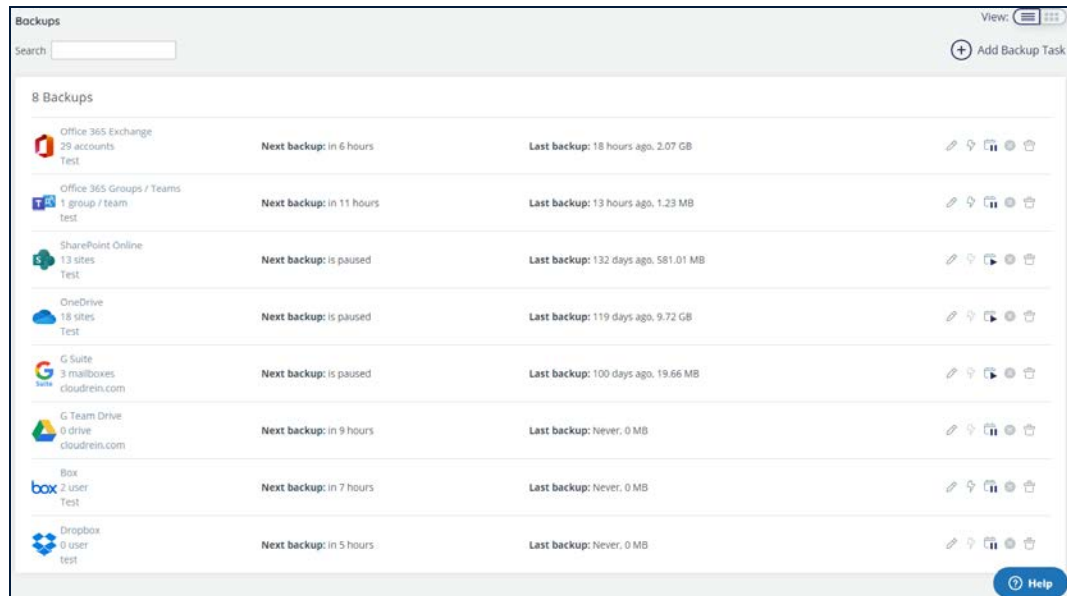 Backups
View:
Search
Add Backup Task
8 Backups
Office 365 Exchange
29 accounts
Test
Next backup: in 6 hours
Last backup: 18 hours ago, 2.07 GB
Office 365 Groups / Teams
1 group / team
test
Next backup: in 11 hours
Last backup: 13 hours ago, 1.23 MB
SharePoint Online
13 sites
Test
Next backup: is paused
Last backup: 132 days ago, 581.01 MB
OneDrive
18 sites
Test
Next backup: is paused
Last backup: 119 days ago, 9.72 GB
G Suite
3 mailboxes
cloudrein.com
Suite
Next backup: is paused
Last backup: 100 days ago, 19.66 MB
G Team Drive
0 drive
cloudrein.com
Next backup: in 9 hours
Last backup: Never, 0 MB
Box
box
2 user
Test
Next backup: in 7 hours
Last backup: Never, 0 MB
Dropbox
0 user
test
Next backup: in 5 hours
Last backup: Never, 0 MB
Help